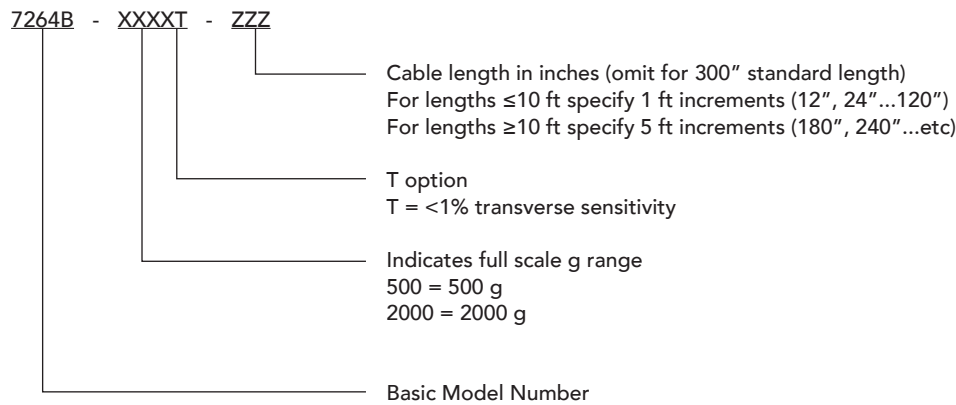 7264B - XXXXT - ZZZ
Cable length in inches (omit for 300” standard length)
For lengths ≤10 ft specify 1 ft increments (12”, 24”...120”)
For lengths ≥10 ft specify 5 ft increments (180”, 240”...etc)
T option
T = <1% transverse sensitivity
Indicates full scale g range
500 = 500 g
2000 = 2000 g
Basic Model Number